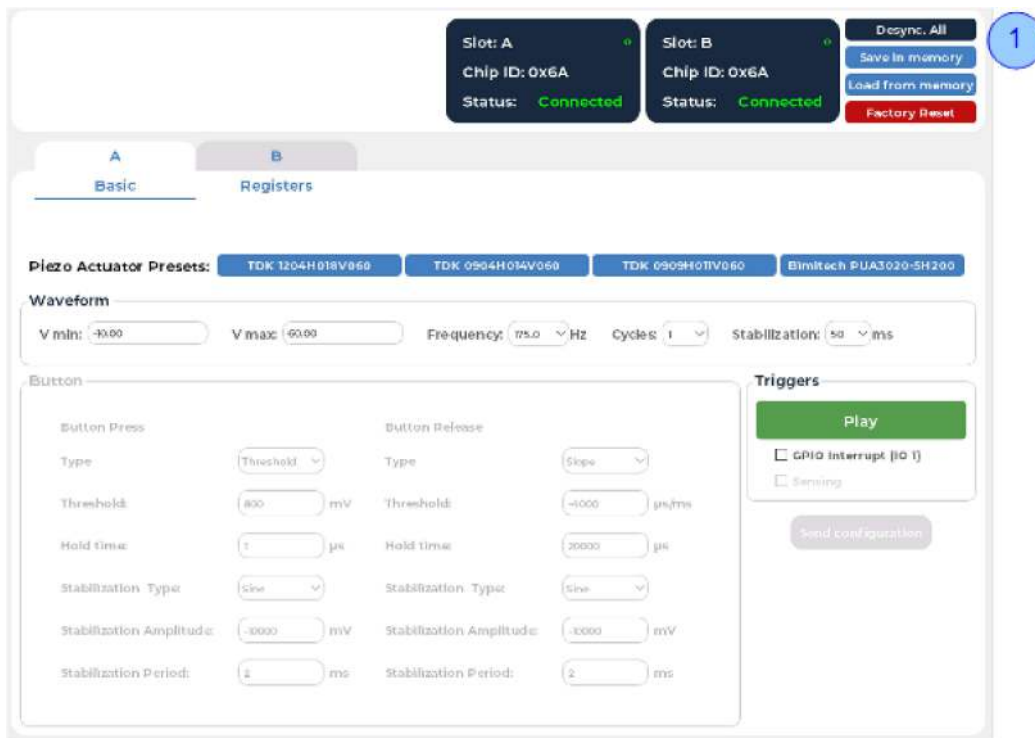 Slot: A
Chip ID: 0x6A
Status: Connected
Slot: B
Chip ID: 0x6A
Status: Connected
Desync. All
Save in memory
Load from memory
Factory Reset
1
A B
Basic Registers
Piezo Actuator Presets: TDK 1204H018V060 TDK 0904H014V060 TDK 0909H011V060 Bimitech PUA3020-5H200
Waveform
V min: -10.00 V max: 60.00 Frequency: 175.0 Hz Cycles: 1 Stabilization: 50 ms
Button
Button Press Button Release
Type Threshold Type Slope
Threshold: 800 mV Threshold: -4000 µs/ms
Hold time: 1 µs Hold time: 20000 µs
Stabilization Type: Sine Stabilization Type: Sine
Stabilization Amplitude: -10000 mV Stabilization Amplitude: -10000 mV
Stabilization Period: 2 ms Stabilization Period: 2 ms
Triggers
Play
GPIO Interrupt (IO 1)
Sensing
Send configuration